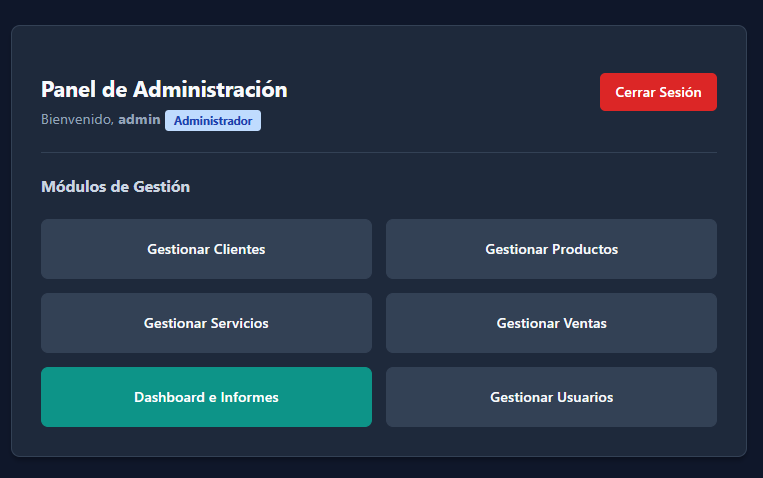 Panel de Administración
Cerrar Sesión
Bienvenido, admin Administrador
Módulos de Gestión
Gestionar Clientes
Gestionar Productos
Gestionar Servicios
Gestionar Ventas
Dashboard e Informes
Gestionar Usuarios